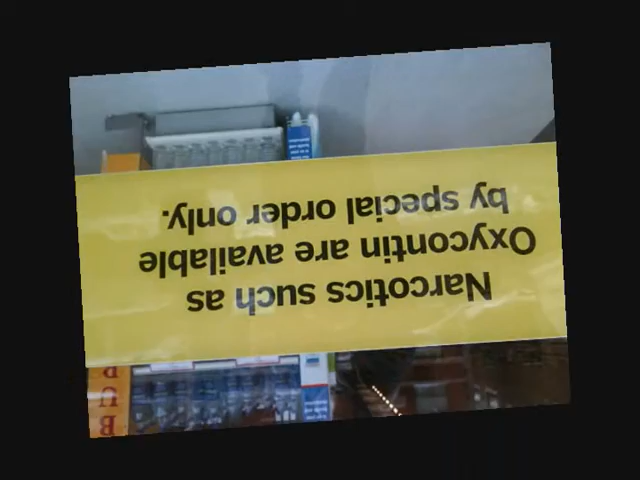 Narcotics such as
Oxycontin are available
by special order only.